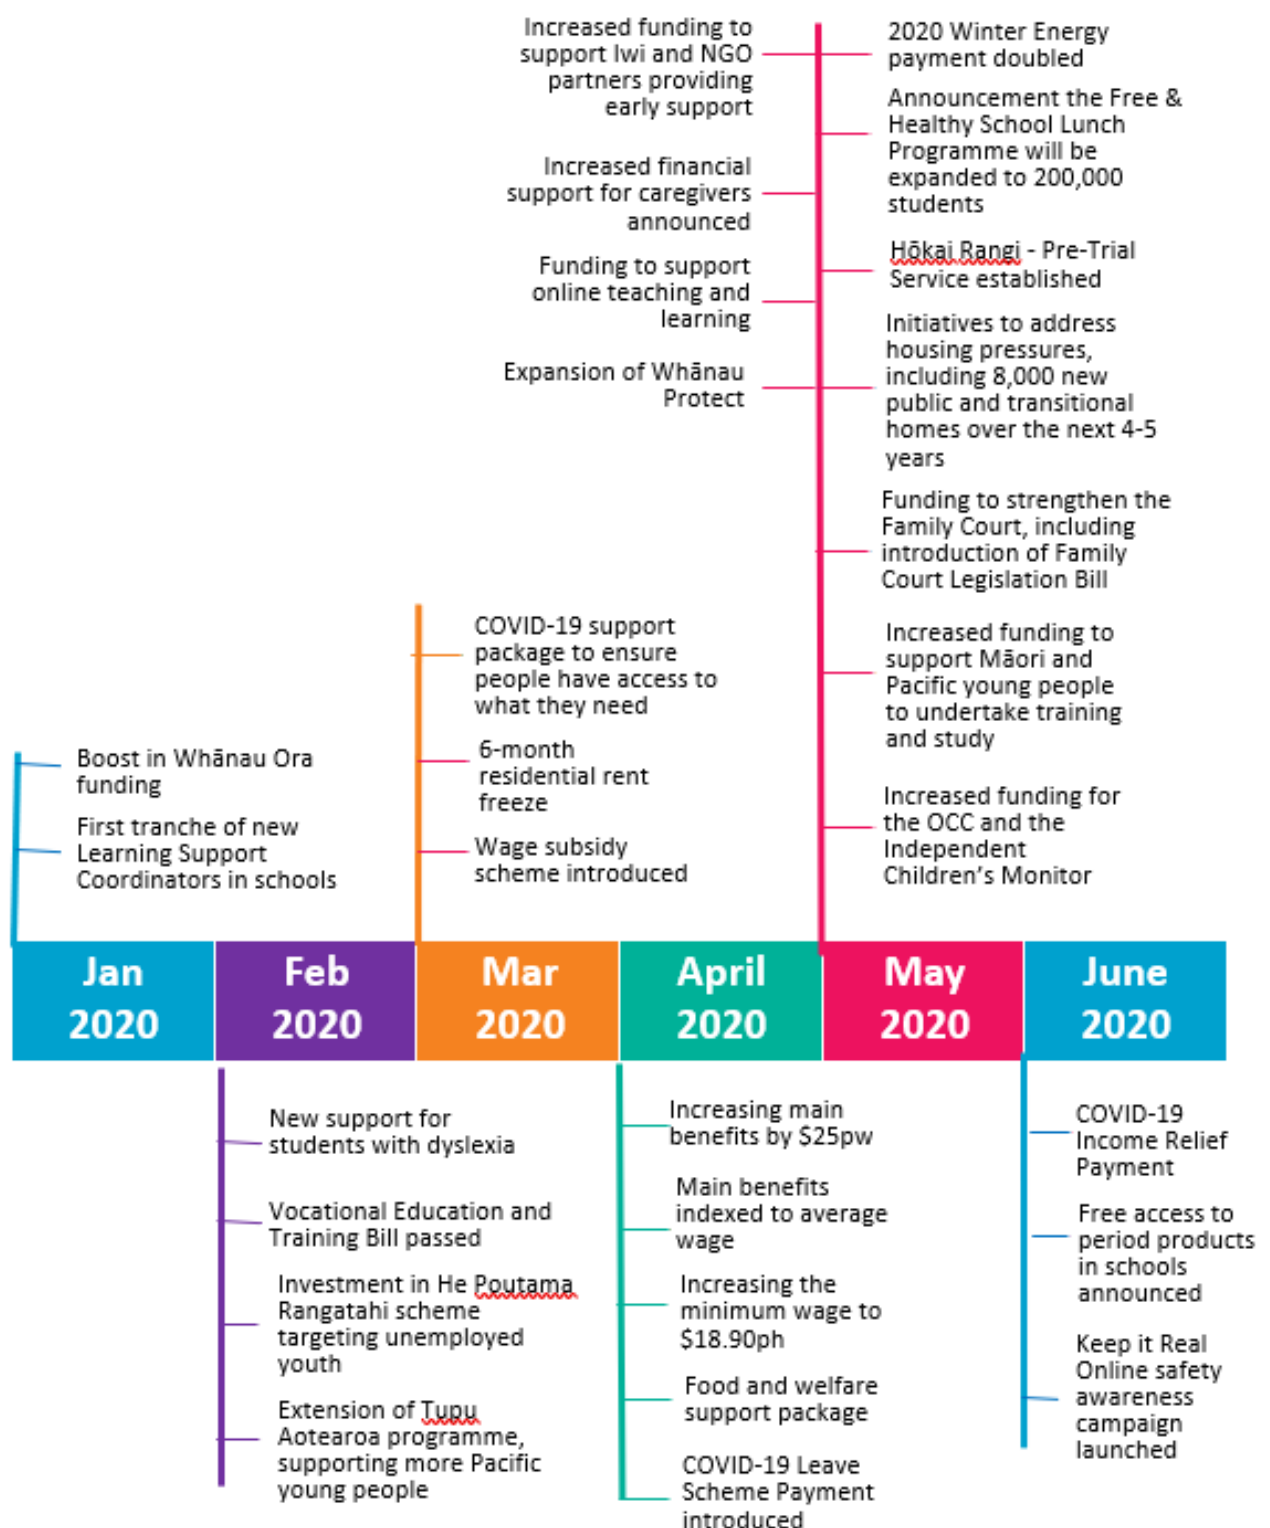 Increased funding to
support Iwi and NGO
partners providing
early support
Increased financial
support for caregivers
announced
Funding to support
online teaching and
learning
Expansion of Whānau
Protect
2020 Winter Energy
payment doubled
Announcement the Free &
Healthy School Lunch
Programme will be
expanded to 200,000
students
Hōkai Rangi - Pre-Trial
Service established
Initiatives to address
housing pressures,
including 8,000 new
public and transitional
homes over the next 4-5
years
Funding to strengthen the
Family Court, including
introduction of Family
Court Legislation Bill
Increased funding to
support Māori and
Pacific young people
to undertake training
and study
Increased funding for
the OCC and the
Independent
Children's Monitor
COVID-19 support
package to ensure
people have access to
what they need
6-month
residential rent
freeze
Wage subsidy
scheme introduced
Boost in Whānau Ora
funding
First tranche of new
Learning Support
Coordinators in schools
Jan
2020
Feb
2020
Mar
2020
April
2020
May
2020
June
2020
New support for
students with dyslexia
Vocational Education and
Training Bill passed
Investment in He Poutama
Rangatahi scheme
targeting unemployed
youth
Extension of Tupu
Aotearoa programme,
supporting more Pacific
young people
Increasing main
benefits by $25pw
Main benefits
indexed to average
wage
Increasing the
minimum wage to
$18.90ph
Food and welfare
support package
COVID-19 Leave
Scheme Payment
introduced
COVID-19
Income Relief
Payment
Free access to
period products
in schools
announced
Keep it Real
Online safety
awareness
campaign
launched